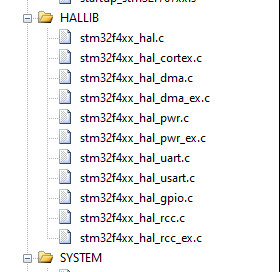 HALLIB
stm32f4xx_hal.c
stm32f4xx_hal_cortex.c
stm32f4xx_hal_dma.c
stm32f4xx_hal_dma_ex.c
stm32f4xx_hal_pwr.c
stm32f4xx_hal_pwr_ex.c
stm32f4xx_hal_uart.c
stm32f4xx_hal_usart.c
stm32f4xx_hal_gpio.c
stm32f4xx_hal_rcc.c
stm32f4xx_hal_rcc_ex.c
SYSTEM